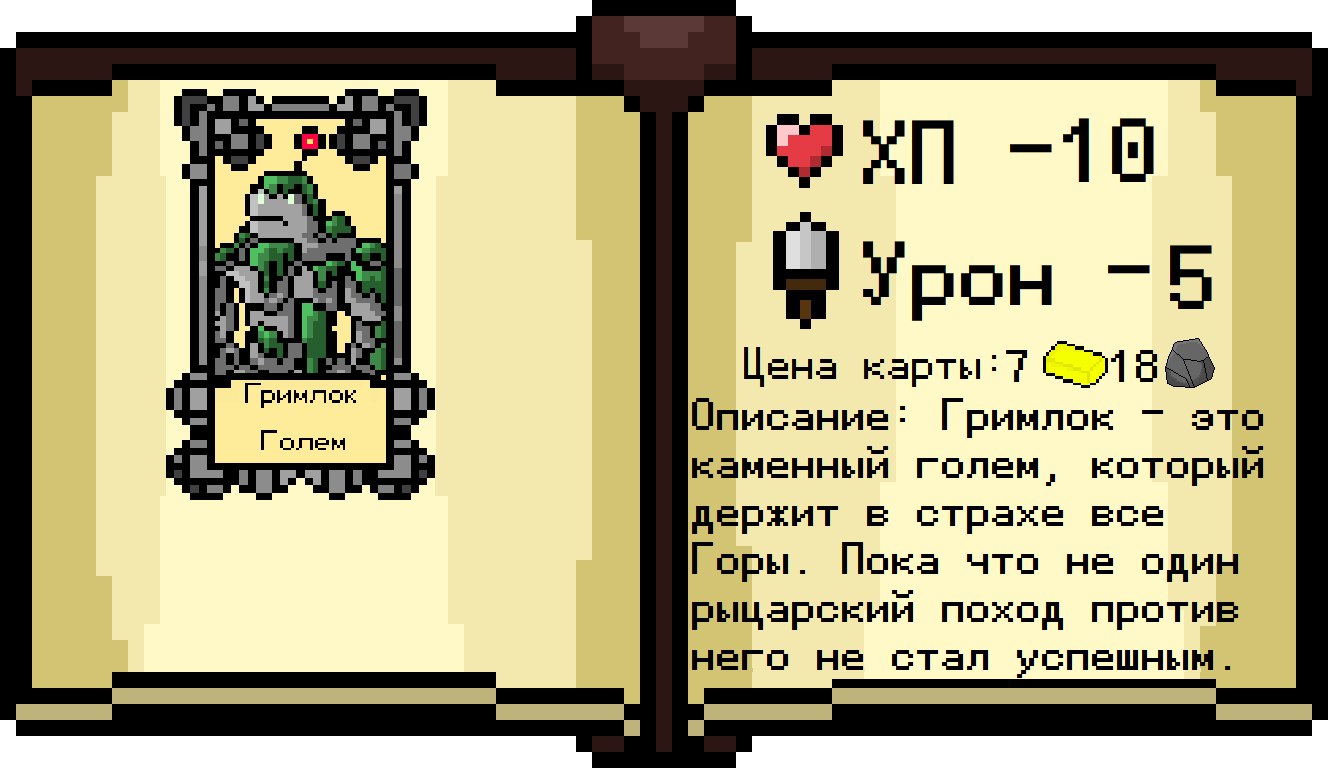 Гримлок
Голем
ХП -10
Урон -5
Цена карты:7 18
Описание: Гримлок - это
каменный голем, который
держит в страхе все
Горы. Пока что не один
рыцарский поход против
него не стал успешным.